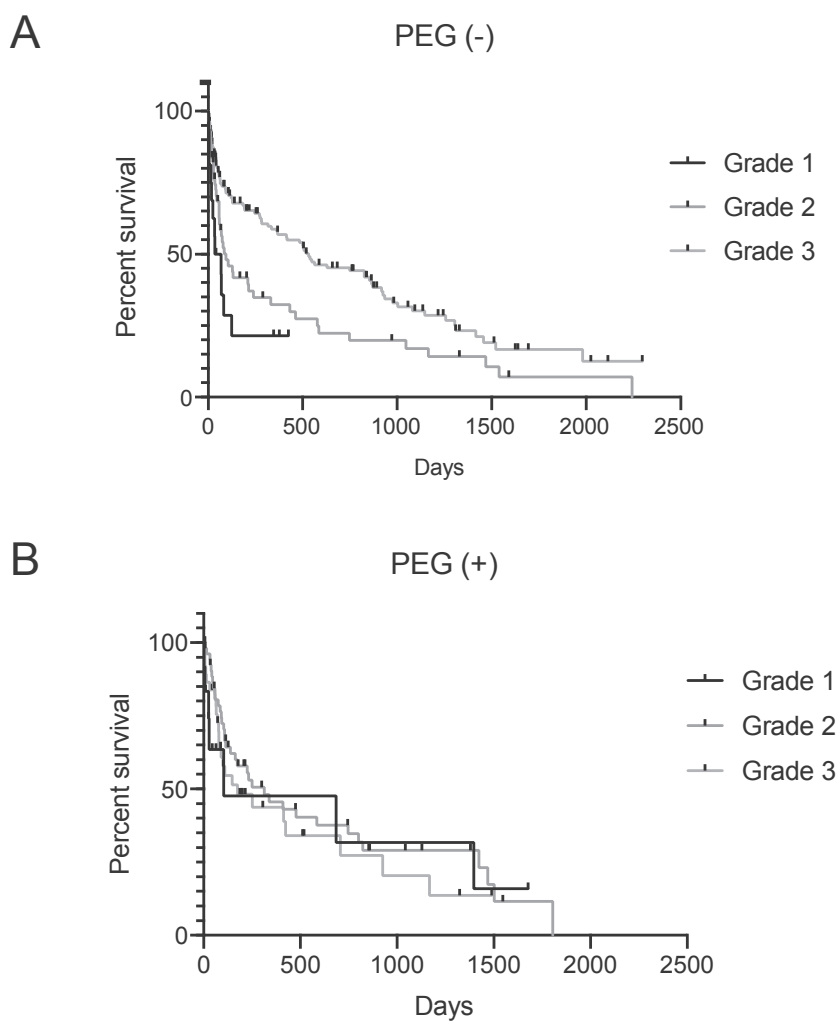 A
PEG (-)
Percent survival
100
50
0
0 500 1000 1500 2000 2500
Days
Grade 1
Grade 2
Grade 3
B
PEG (+)
Percent survival
100
50
0
0 500 1000 1500 2000 2500
Days
Grade 1
Grade 2
Grade 3